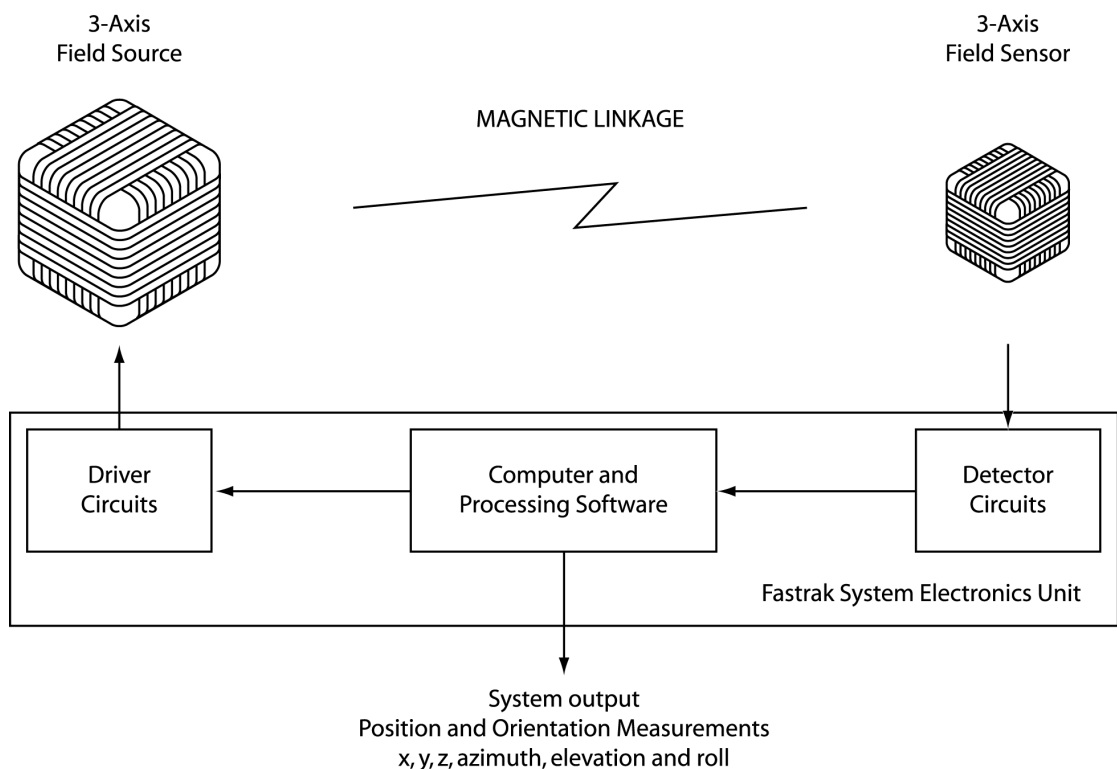 3-Axis
Field Source
3-Axis
Field Sensor
MAGNETIC LINKAGE
Driver
Circuits
Computer and
Processing Software
Detector
Circuits
Fastrak System Electronics Unit
System output
Position and Orientation Measurements
x, y, z, azimuth, elevation and roll